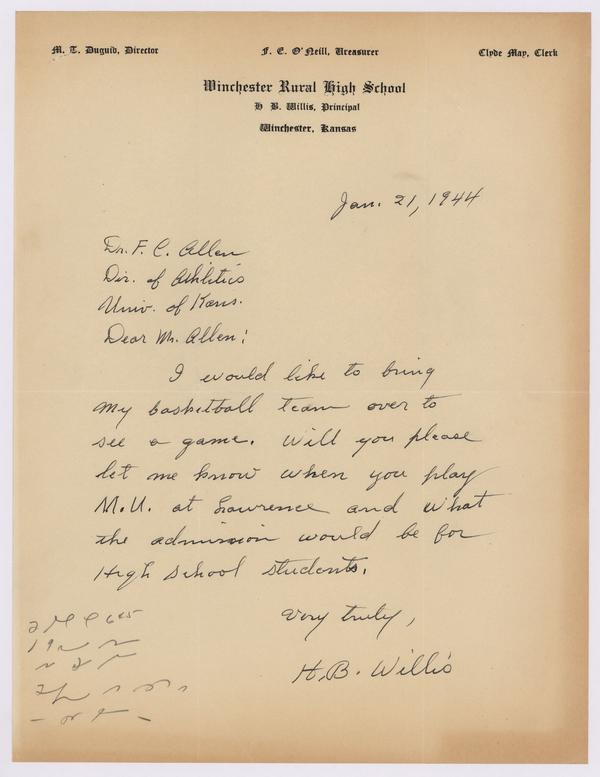 M. T. Duguid, Director F. E. O'Neill, Treasurer Clyde May, Clerk
Winchester Rural High School
H B. Willis, Principal
Winchester, Kansas
Jan. 21, 1944
Dr. F. C. Allen
Dir. of Athletics
Univ. of Kans.
Dear Mr. Allen:
I would like to bring
my basketball team over to
see a game. Will you please
let me know when you play
M.U. at Lawrence and what
the admission would be for
High School students.
Very truly,
H.B. Willis